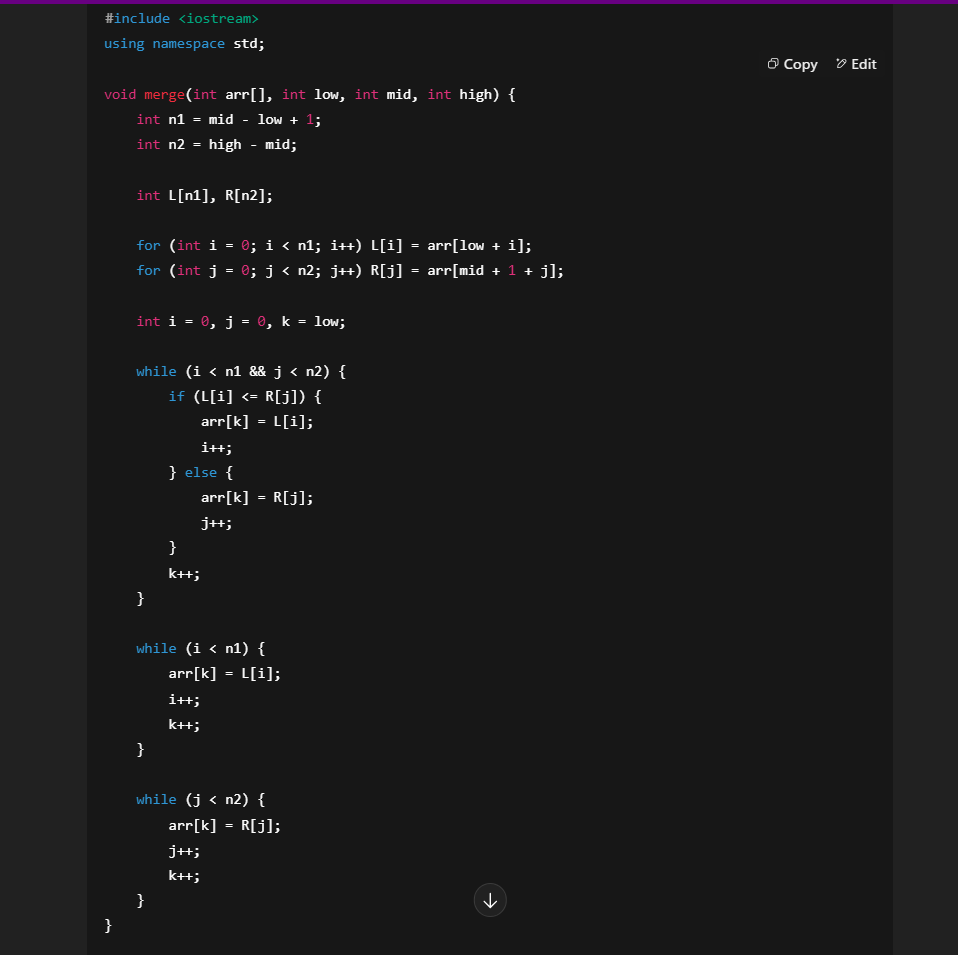 #include <iostream>
using namespace std;
Copy Edit
void merge(int arr[], int low, int mid, int high) {
    int n1 = mid - low + 1;
    int n2 = high - mid;
    int L[n1], R[n2];
    for (int i = 0; i < n1; i++) L[i] = arr[low + i];
    for (int j = 0; j < n2; j++) R[j] = arr[mid + 1 + j];
    int i = 0, j = 0, k = low;
    while (i < n1 && j < n2) {
        if (L[i] <= R[j]) {
            arr[k] = L[i];
            i++;
        } else {
            arr[k] = R[j];
            j++;
        }
        k++;
    }
    while (i < n1) {
        arr[k] = L[i];
        i++;
        k++;
    }
    while (j < n2) {
        arr[k] = R[j];
        j++;
        k++;
    }
}